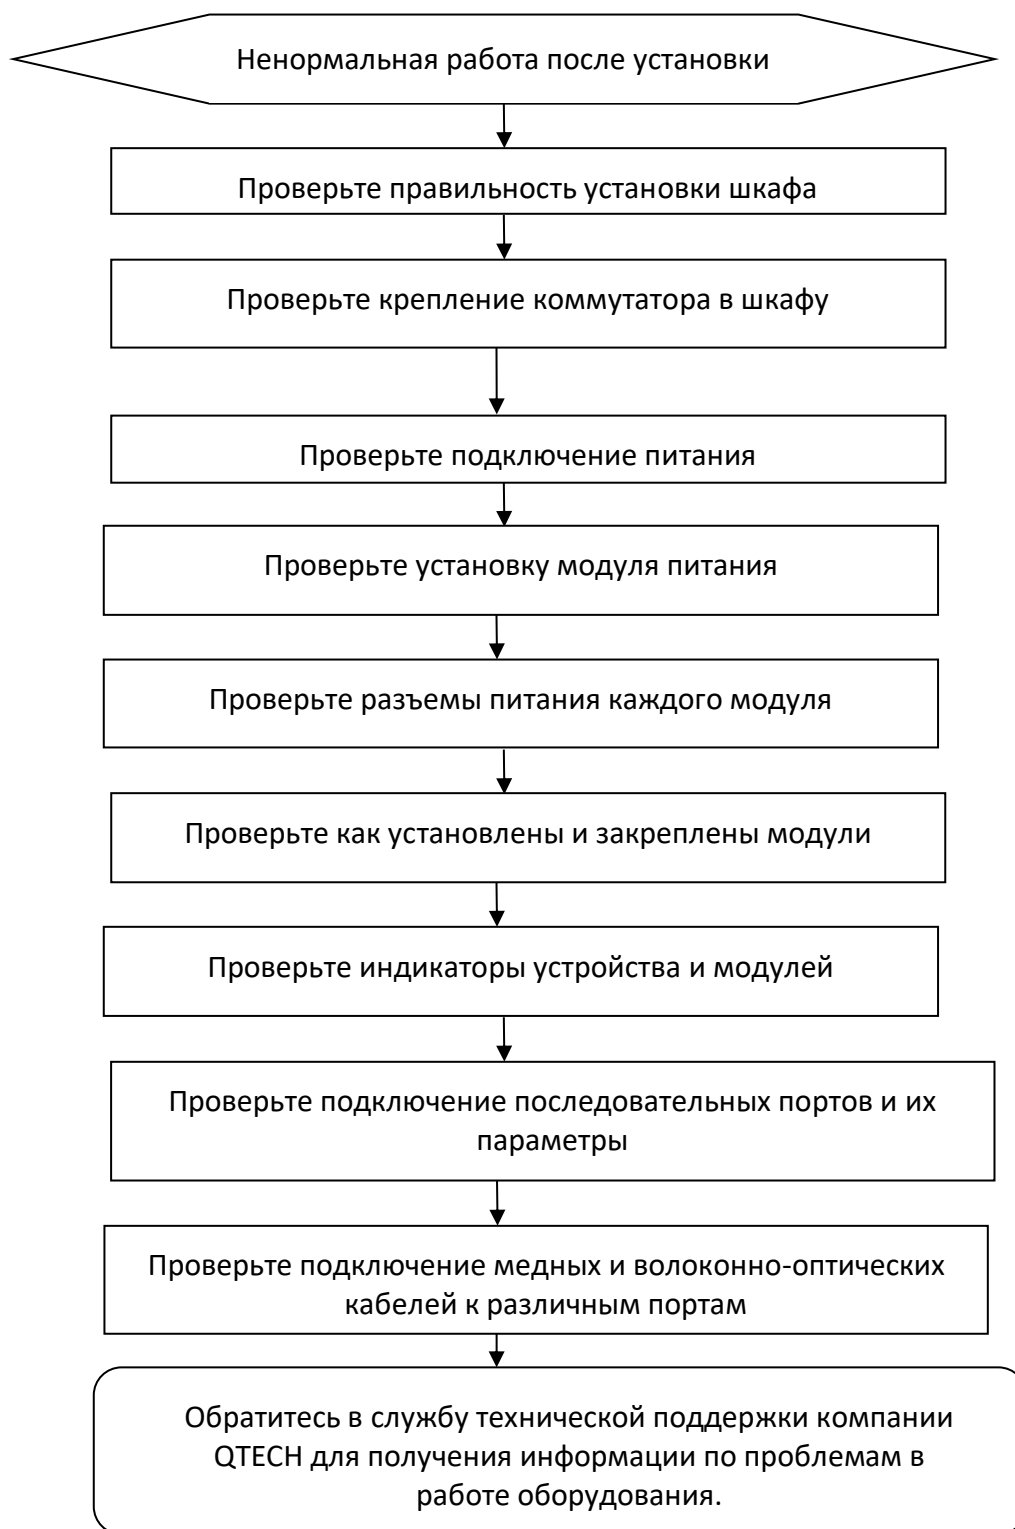 Ненормальная работа после установки
Проверьте правильность установки шкафа
Проверьте крепление коммутатора в шкафу
Проверьте подключение питания
Проверьте установку модуля питания
Проверьте разъемы питания каждого модуля
Проверьте как установлены и закреплены модули
Проверьте индикаторы устройства и модулей
Проверьте подключение последовательных портов и их
параметры
Проверьте подключение медных и волоконно-оптических
кабелей к различным портам
Обратитесь в службу технической поддержки компании
QTECH для получения информации по проблемам в
работе оборудования.